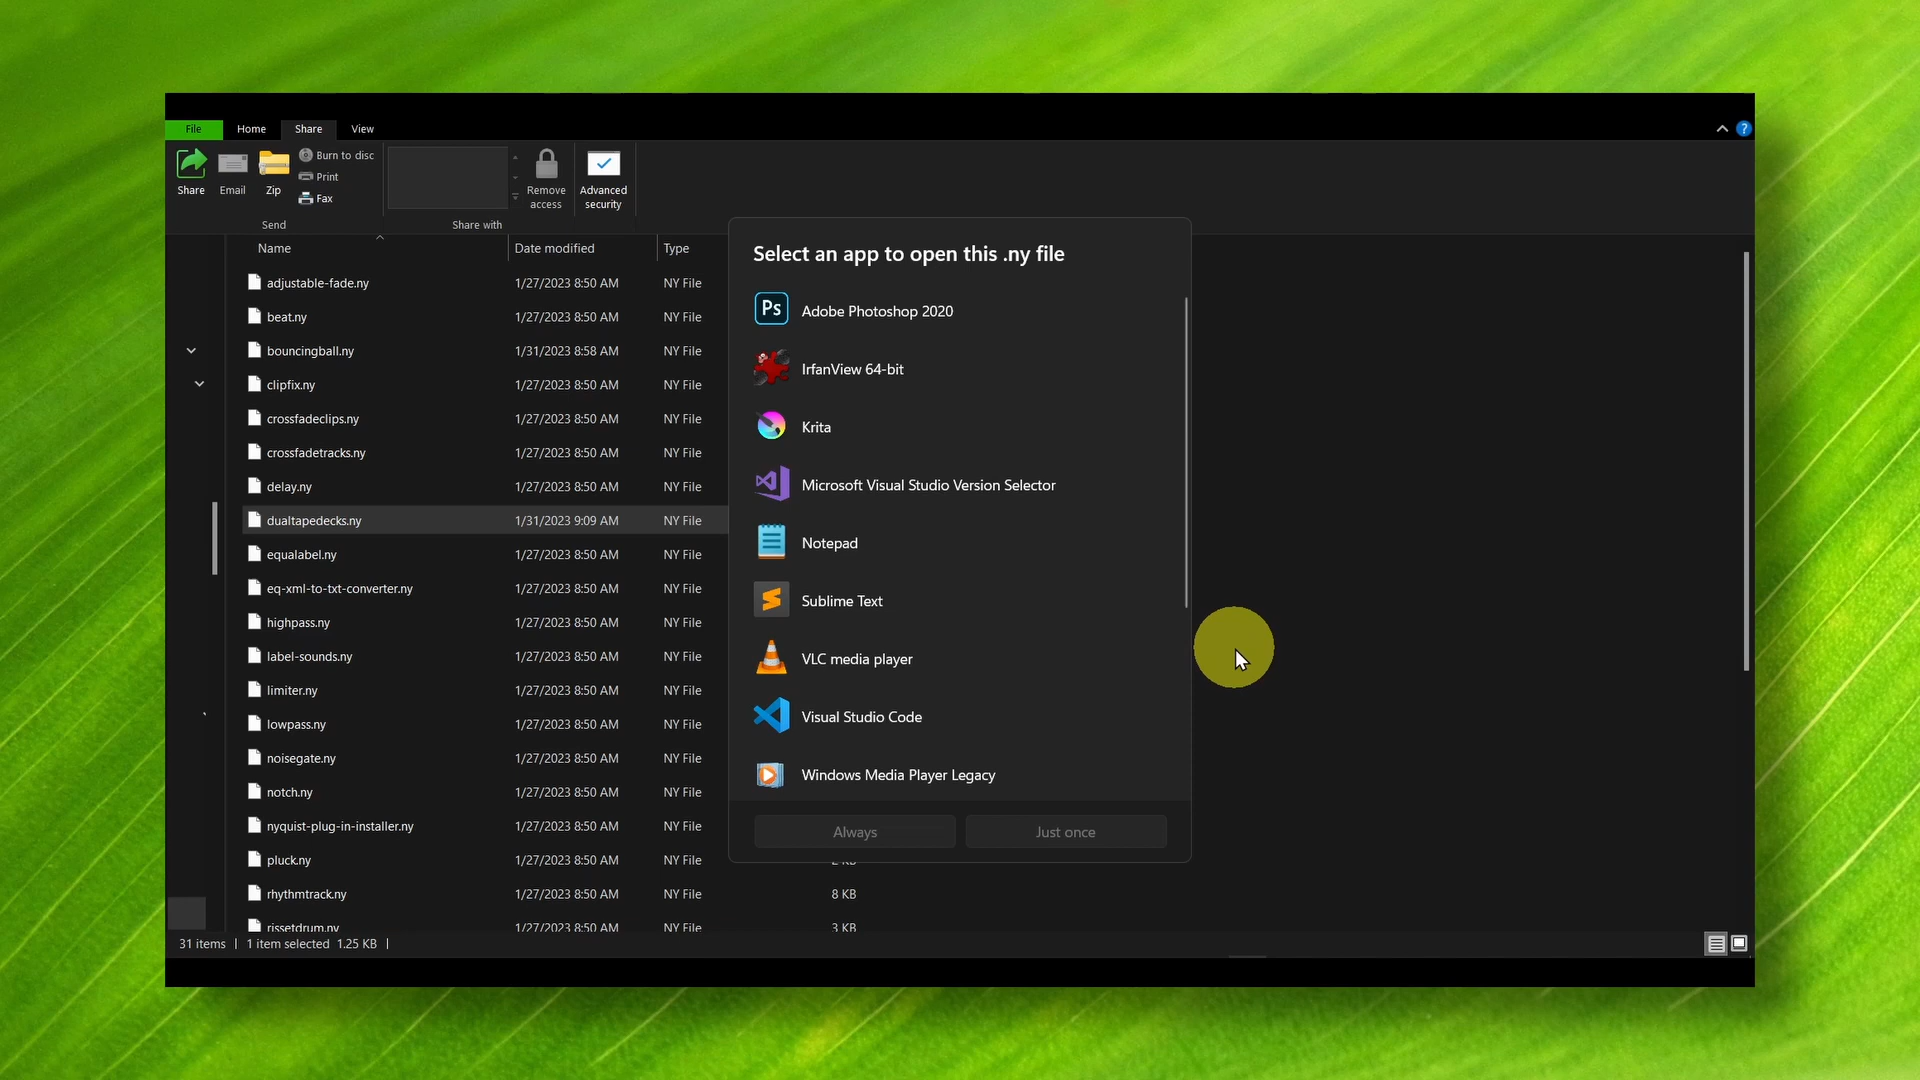 File Home Share View
Share Email Zip
Burn to disc
Print
Fax
Remove access
Advanced security
Send Share with
Name Date modified Type
adjustable-fade.ny 1/27/2023 8:50 AM NY File
beat.ny 1/27/2023 8:50 AM NY File
bouncingball.ny 1/31/2023 8:58 AM NY File
clipfix.ny 1/27/2023 8:50 AM NY File
crossfadeclips.ny 1/27/2023 8:50 AM NY File
crossfadetracks.ny 1/27/2023 8:50 AM NY File
delay.ny 1/27/2023 8:50 AM NY File
dualtapedecks.ny 1/31/2023 9:09 AM NY File
equalabel.ny 1/27/2023 8:50 AM NY File
eq-xml-to-txt-converter.ny 1/27/2023 8:50 AM NY File
highpass.ny 1/27/2023 8:50 AM NY File
label-sounds.ny 1/27/2023 8:50 AM NY File
limiter.ny 1/27/2023 8:50 AM NY File
lowpass.ny 1/27/2023 8:50 AM NY File
noisegate.ny 1/27/2023 8:50 AM NY File
notch.ny 1/27/2023 8:50 AM NY File
nyquist-plug-in-installer.ny 1/27/2023 8:50 AM NY File
pluck.ny 1/27/2023 8:50 AM NY File 2 KB
rhythmtrack.ny 1/27/2023 8:50 AM NY File 8 KB
rissetdrum.ny 1/27/2023 8:50 AM NY File 3 KB
31 items 1 item selected 1.25 KB
Select an app to open this .ny file
Ps Adobe Photoshop 2020
IrfanView 64-bit
Krita
Microsoft Visual Studio Version Selector
Notepad
Sublime Text
VLC media player
Visual Studio Code
Windows Media Player Legacy
Always Just once
?